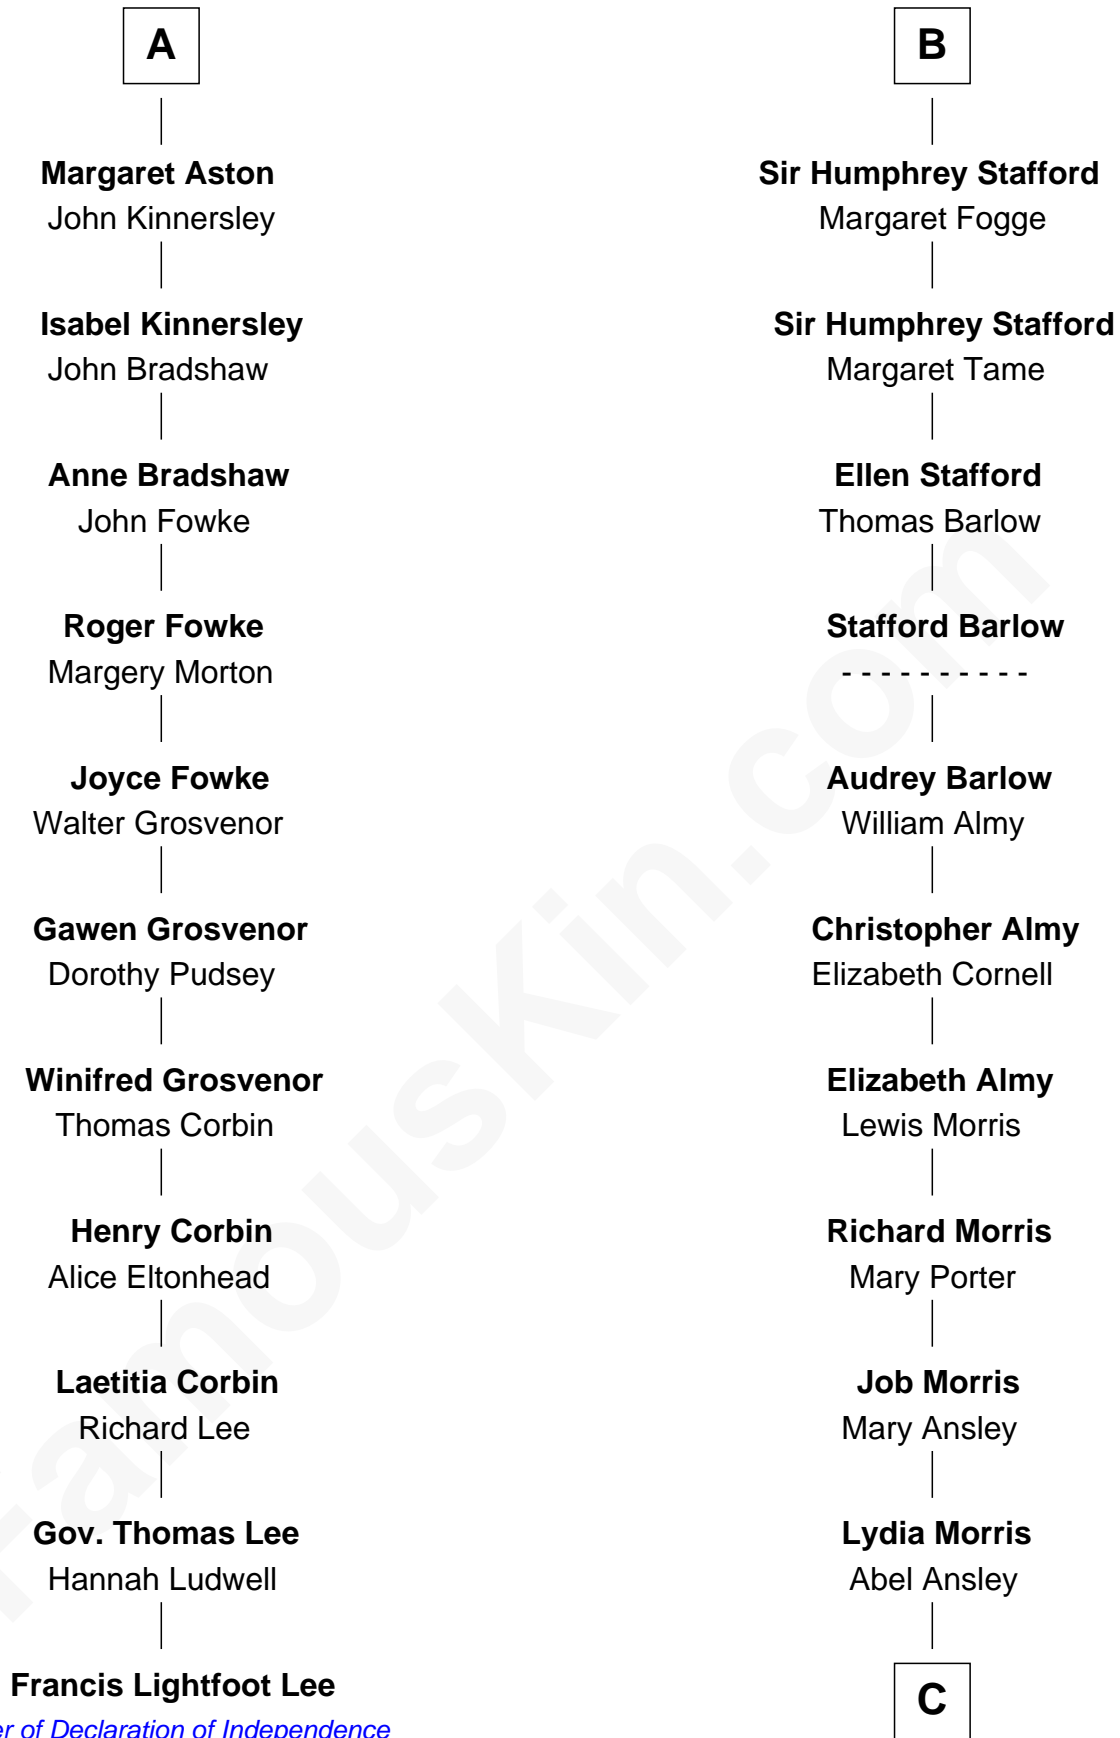 A
Margaret Aston
John Kinnersley
Isabel Kinnersley
John Bradshaw
Anne Bradshaw
John Fowke
Roger Fowke
Margery Morton
Joyce Fowke
Walter Grosvenor
Gawen Grosvenor
Dorothy Pudsey
Winifred Grosvenor
Thomas Corbin
Henry Corbin
Alice Eltonhead
Laetitia Corbin
Richard Lee
Gov. Thomas Lee
Hannah Ludwell
Francis Lightfoot Lee
er of Declaration of Independence
B
Sir Humphrey Stafford
Margaret Fogge
Sir Humphrey Stafford
Margaret Tame
Ellen Stafford
Thomas Barlow
Stafford Barlow
- - - - - - - - - -
Audrey Barlow
William Almy
Christopher Almy
Elizabeth Cornell
Elizabeth Almy
Lewis Morris
Richard Morris
Mary Porter
Job Morris
Mary Ansley
Lydia Morris
Abel Ansley
C
FamousKin.com